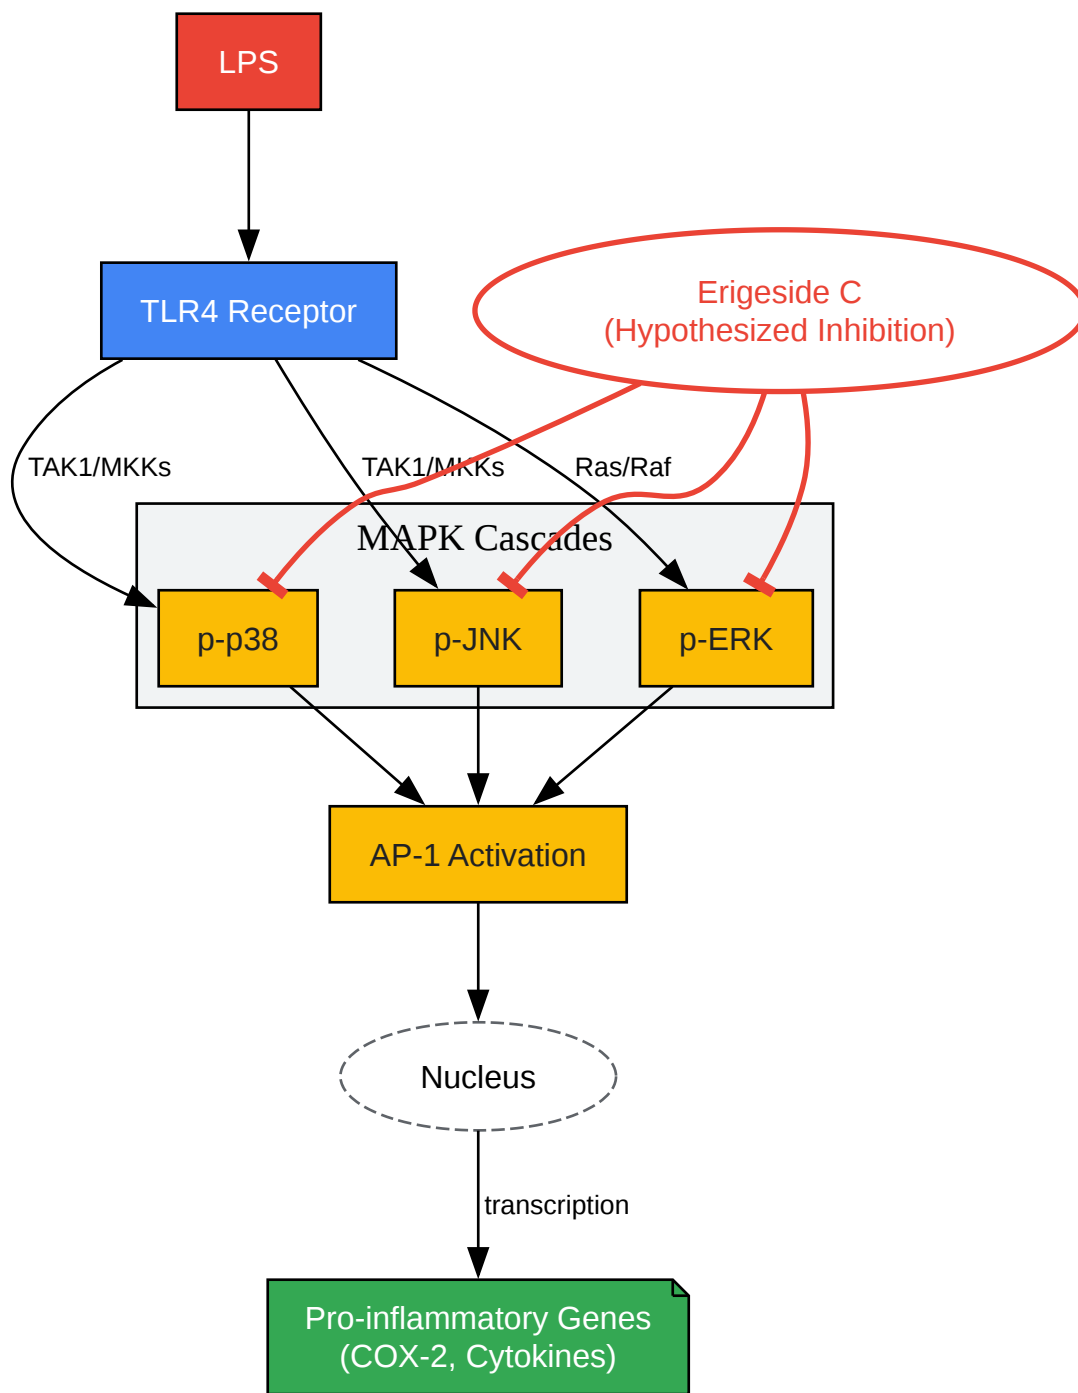 LPS
TLR4 Receptor
Erigeside C
(Hypothesized Inhibition)
TAK1/MKKs
TAK1/MKKs
Ras/Raf
MAPK Cascades
p-p38
p-JNK
p-ERK
AP-1 Activation
Nucleus
transcription
Pro-inflammatory Genes
(COX-2, Cytokines)